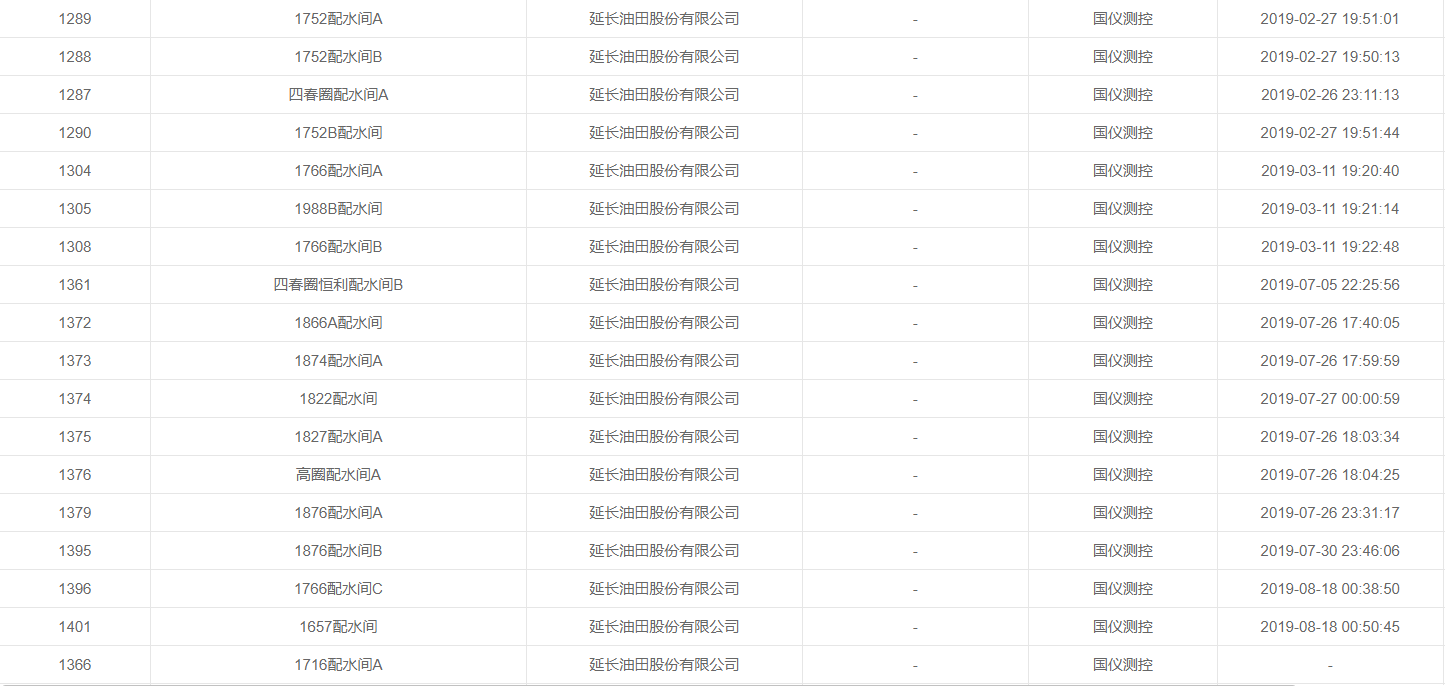 1289 1752配水间A 延长油田股份有限公司 - 国仪测控 2019-02-27 19:51:01
1288 1752配水间B 延长油田股份有限公司 - 国仪测控 2019-02-27 19:50:13
1287 四春圈配水间A 延长油田股份有限公司 - 国仪测控 2019-02-26 23:11:13
1290 1752B配水间 延长油田股份有限公司 - 国仪测控 2019-02-27 19:51:44
1304 1766配水间A 延长油田股份有限公司 - 国仪测控 2019-03-11 19:20:40
1305 1988B配水间 延长油田股份有限公司 - 国仪测控 2019-03-11 19:21:14
1308 1766配水间B 延长油田股份有限公司 - 国仪测控 2019-03-11 19:22:48
1361 四春圈恒利配水间B 延长油田股份有限公司 - 国仪测控 2019-07-05 22:25:56
1372 1866A配水间 延长油田股份有限公司 - 国仪测控 2019-07-26 17:40:05
1373 1874配水间A 延长油田股份有限公司 - 国仪测控 2019-07-26 17:59:59
1374 1822配水间 延长油田股份有限公司 - 国仪测控 2019-07-27 00:00:59
1375 1827配水间A 延长油田股份有限公司 - 国仪测控 2019-07-26 18:03:34
1376 高圈配水间A 延长油田股份有限公司 - 国仪测控 2019-07-26 18:04:25
1379 1876配水间A 延长油田股份有限公司 - 国仪测控 2019-07-26 23:31:17
1395 1876配水间B 延长油田股份有限公司 - 国仪测控 2019-07-30 23:46:06
1396 1766配水间C 延长油田股份有限公司 - 国仪测控 2019-08-18 00:38:50
1401 1657配水间 延长油田股份有限公司 - 国仪测控 2019-08-18 00:50:45
1366 1716配水间A 延长油田股份有限公司 - 国仪测控 -